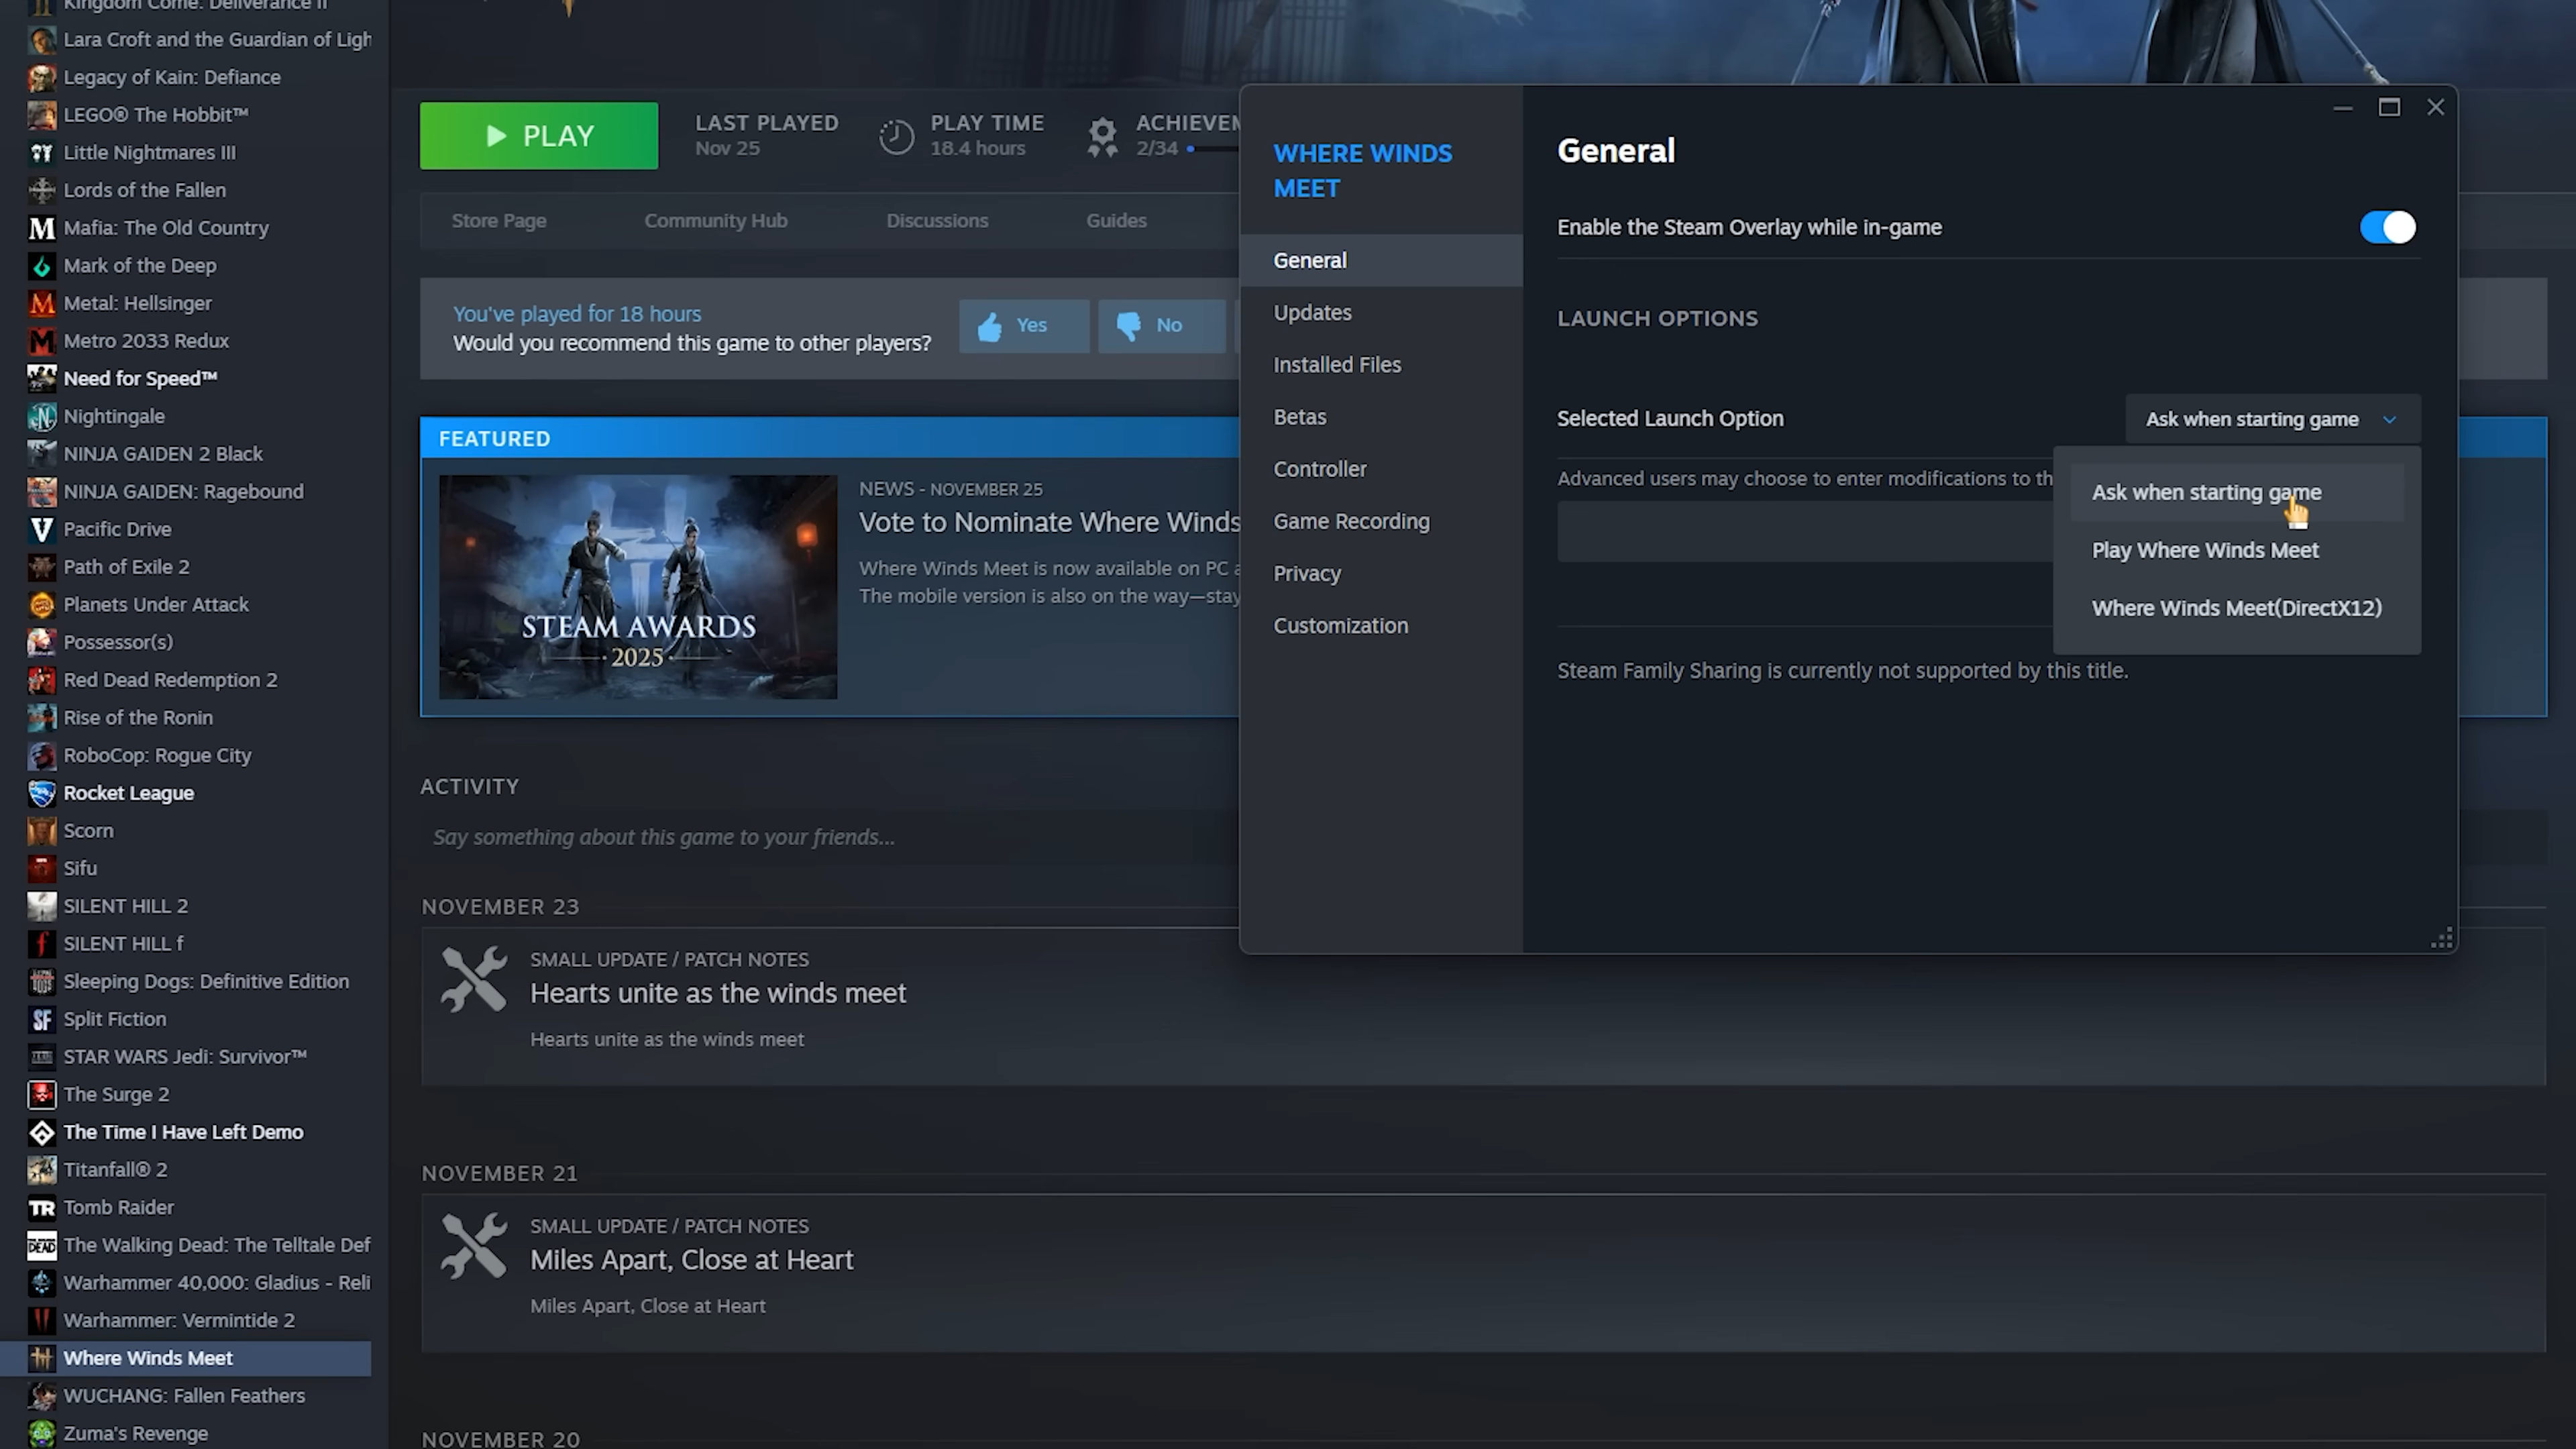 Kingdom Come: Deliverance II
Lara Croft and the Guardian of Ligh
Legacy of Kain: Defiance
LEGO® The Hobbit™
Little Nightmares III
Lords of the Fallen
Mafia: The Old Country
Mark of the Deep
Metal: Hellsinger
Metro 2033 Redux
Need for Speed™
Nightingale
NINJA GAIDEN 2 Black
NINJA GAIDEN: Ragebound
Pacific Drive
Path of Exile 2
Planets Under Attack
Possessor(s)
Red Dead Redemption 2
Rise of the Ronin
RoboCop: Rogue City
Rocket League
Scorn
Sifu
SILENT HILL 2
SILENT HILL f
Sleeping Dogs: Definitive Edition
Split Fiction
STAR WARS Jedi: Survivor™
The Surge 2
The Time I Have Left Demo
Titanfall® 2
Tomb Raider
The Walking Dead: The Telltale Def
Warhammer 40,000: Gladius - Reli
Warhammer: Vermintide 2
Where Winds Meet
WUCHANG: Fallen Feathers
Zuma's Revenge
PLAY
LAST PLAYED
Nov 25
PLAY TIME
18.4 hours
ACHIEVEM
2/34
Store Page
Community Hub
Discussions
Guides
You've played for 18 hours
Would you recommend this game to other players?
Yes
No
FEATURED
STEAM AWARDS
2025
NEWS - NOVEMBER 25
Vote to Nominate Where Winds
Where Winds Meet is now available on PC a
The mobile version is also on the way—stay
ACTIVITY
Say something about this game to your friends...
NOVEMBER 23
SMALL UPDATE / PATCH NOTES
Hearts unite as the winds meet
Hearts unite as the winds meet
NOVEMBER 21
SMALL UPDATE / PATCH NOTES
Miles Apart, Close at Heart
Miles Apart, Close at Heart
NOVEMBER 20
WHERE WINDS
MEET
General
Updates
Installed Files
Betas
Controller
Game Recording
Privacy
Customization
General
Enable the Steam Overlay while in-game
LAUNCH OPTIONS
Selected Launch Option
Ask when starting game
Advanced users may choose to enter modifications to th
Ask when starting game
Play Where Winds Meet
Where Winds Meet(DirectX12)
Steam Family Sharing is currently not supported by this title.